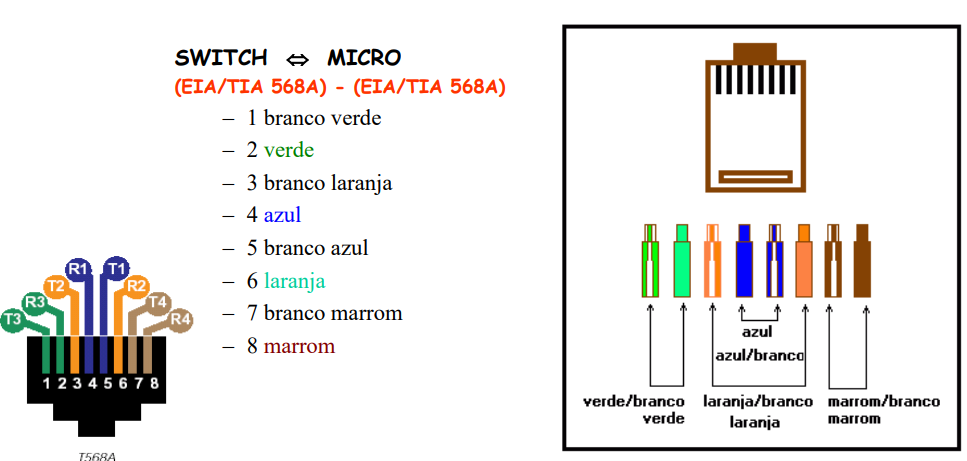 SWITCH ⇔ MICRO
(EIA/TIA 568A) - (EIA/TIA 568A)
– 1 branco verde
– 2 verde
– 3 branco laranja
– 4 azul
– 5 branco azul
– 6 laranja
– 7 branco marrom
– 8 marrom
R1 T1
T2 R2
R3 T4
T3 R4
1 2 3 4 5 6 7 8
T568A
azul
azul/branco
verde/branco laranja/branco marrom/branco
verde laranja marrom